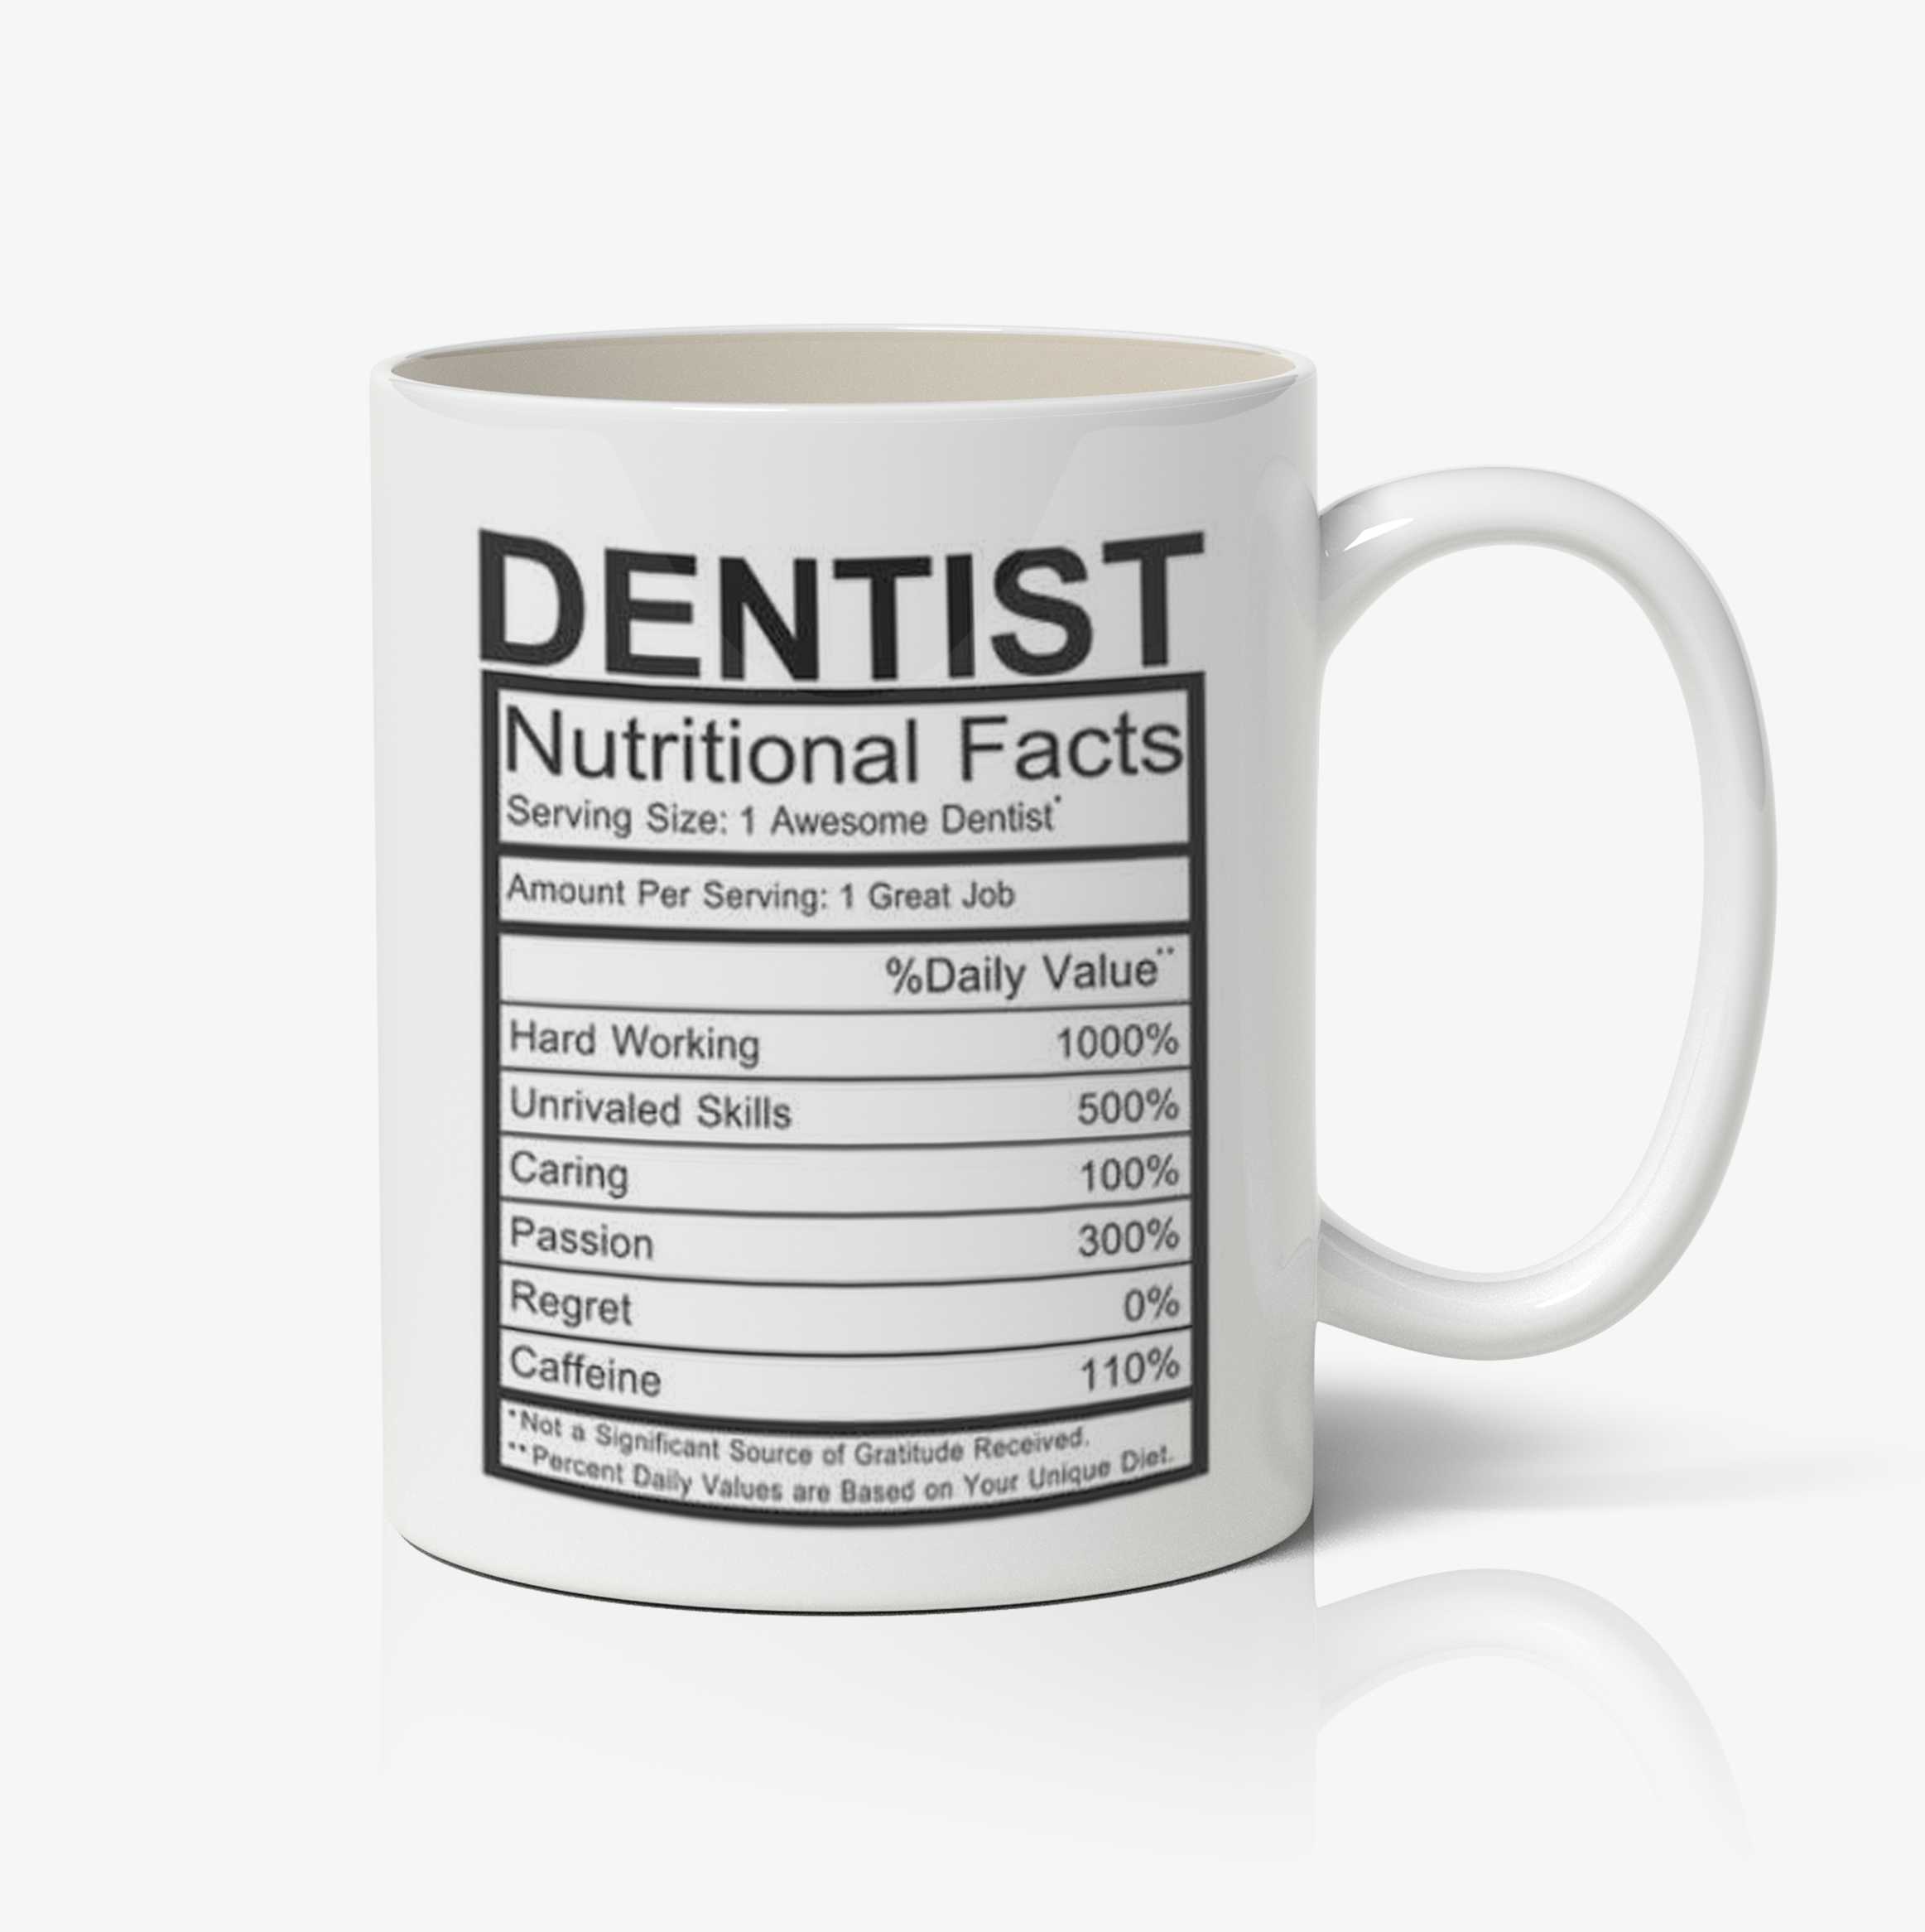 DENTIST
Nutritional Facts
Serving Size: 1 Awesome Dentist*
Amount Per Serving: 1 Great Job
%Daily Value**
Hard Working 1000%
Unrivaled Skills 500%
Caring 100%
Passion 300%
Regret 0%
Caffeine 110%
*Not a Significant Source of Gratitude Received.
**Percent Daily Values are Based on Your Unique Diet.